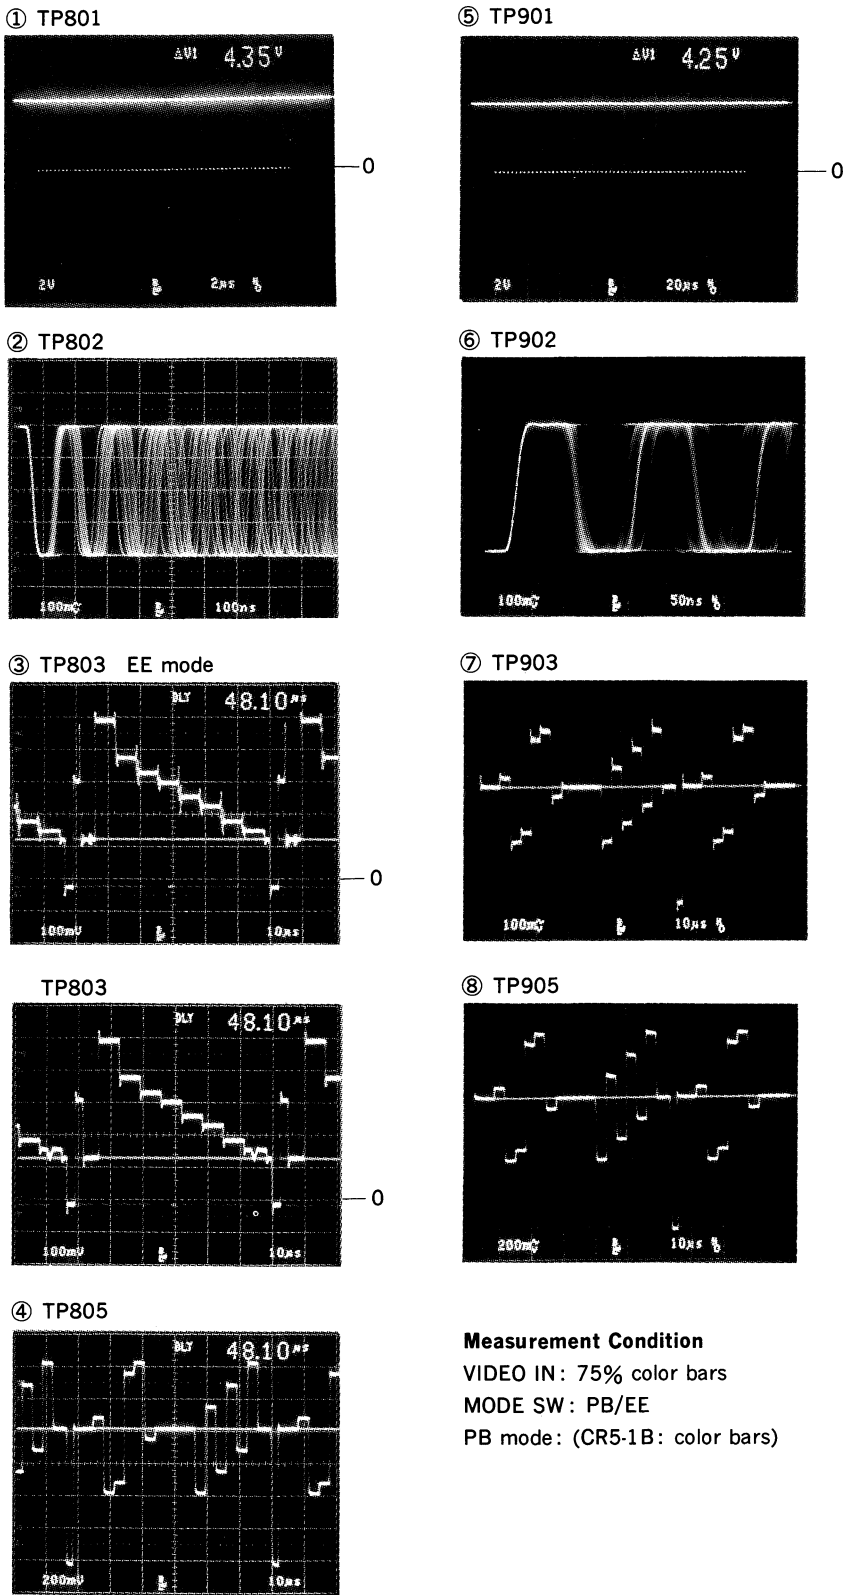 ① TP801
ΔV1 4.35V
0
2V 2µs
② TP802
100mV 100ns
③ TP803 EE mode
DLY 48.10µs
0
100mV 10µs
TP803
DLY 48.10µs
0
100mV 10µs
④ TP805
DLY 48.10µs
200mV 10µs
⑤ TP901
ΔV1 4.25V
0
2V 20µs
⑥ TP902
100mV 50ns
⑦ TP903
100mV 10µs
⑧ TP905
200mV 10µs
Measurement Condition
VIDEO IN: 75% color bars
MODE SW: PB/EE
PB mode: (CR5-1B: color bars)